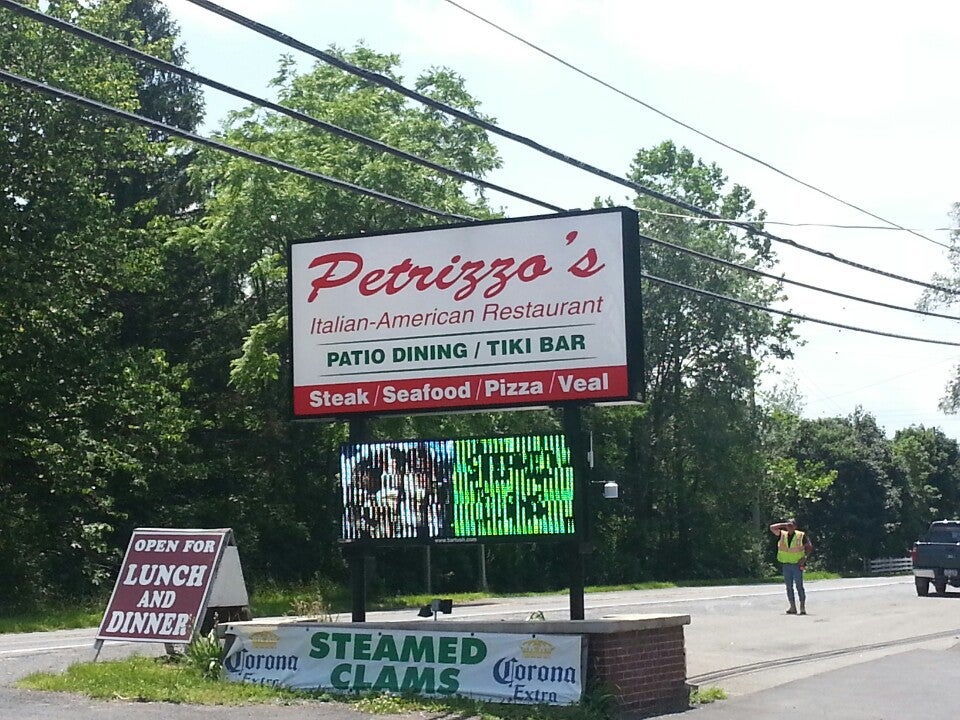 Petrizzo's
Italian-American Restaurant
PATIO DINING / TIKI BAR
Steak / Seafood / Pizza / Veal
OPEN FOR
LUNCH
AND
DINNER
STEAMED
CLAMS
Corona
Extra
Corona
Extra